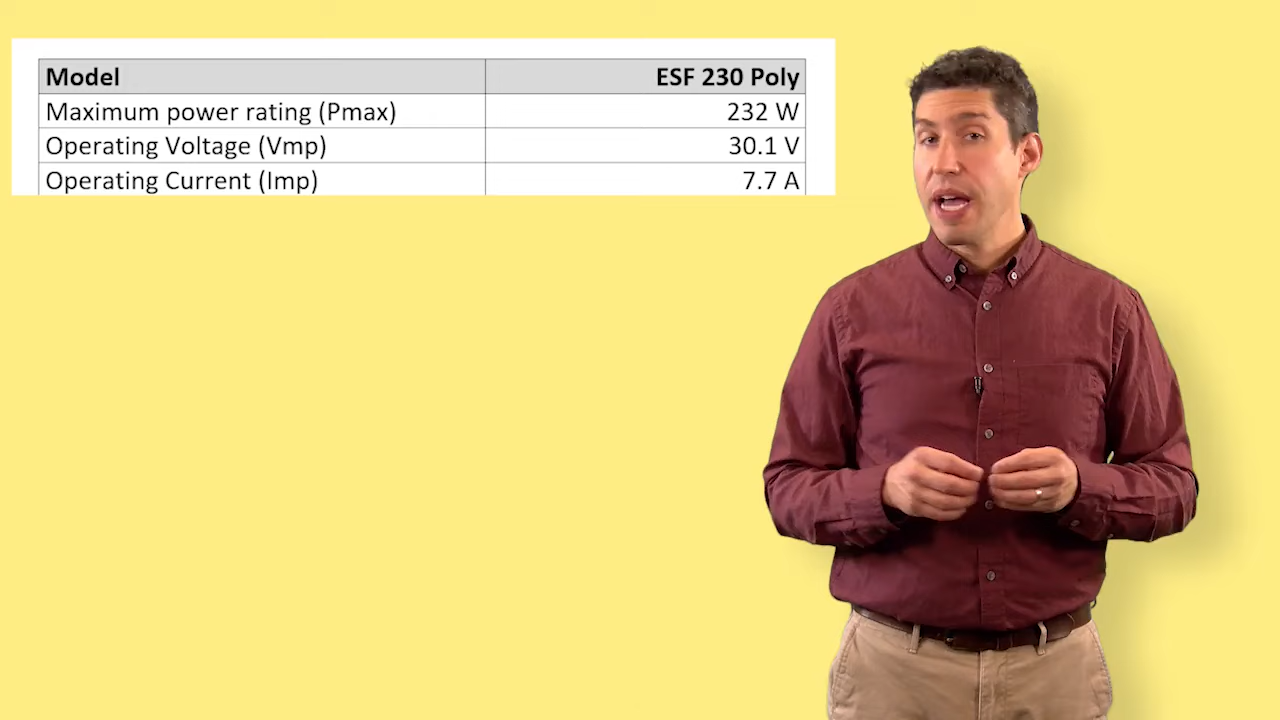 Model ESF 230 Poly
Maximum power rating (Pmax) 232 W
Operating Voltage (Vmp) 30.1 V
Operating Current (Imp) 7.7 A